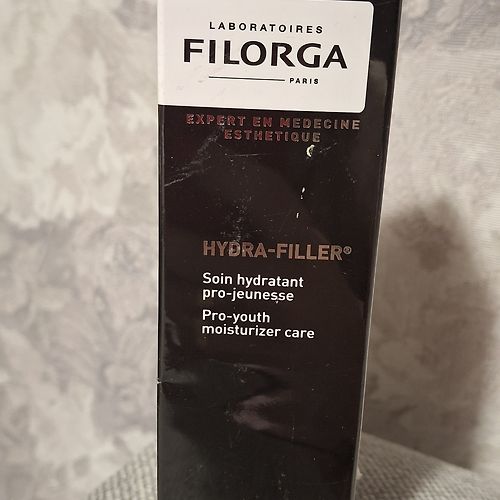 LABORATOIRES
FILORGA
PARIS
EXPERT EN MEDECINE
ESTHETIQUE
HYDRA-FILLER®
Soin hydratant
pro-jeunesse
Pro-youth
moisturizer care